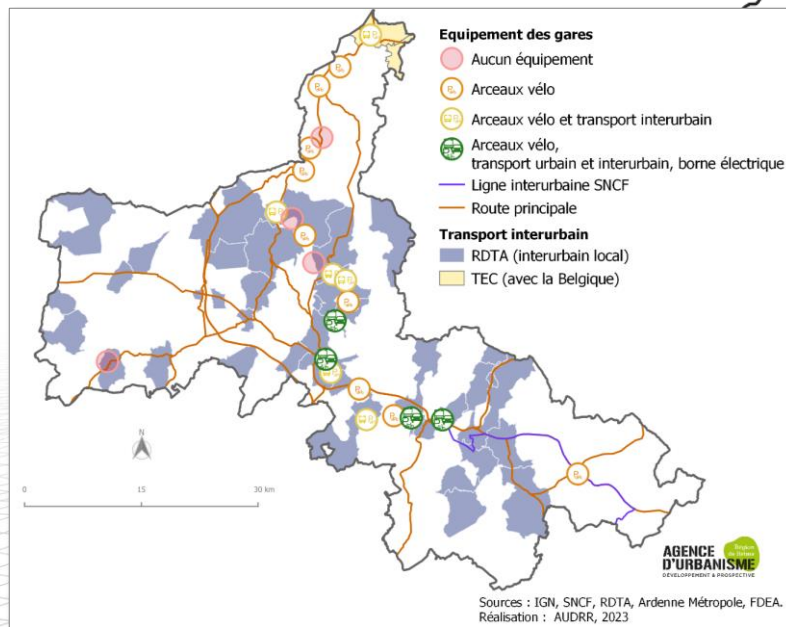 Equipement des gares
Aucun équipement
Arceaux vélo
Arceaux vélo et transport interurbain
Arceaux vélo,
transport urbain et interurbain, borne électrique
Ligne interurbaine SNCF
Route principale
Transport interurbain
RDTA (interurbain local)
TEC (avec la Belgique)
N
0 15 30 km
AGENCE
D'URBANISME
DÉVELOPPEMENT & PROSPECTIVE
Sources : IGN, SNCF, RDTA, Ardenne Métropole, FDEA.
Réalisation : AUDRR, 2023